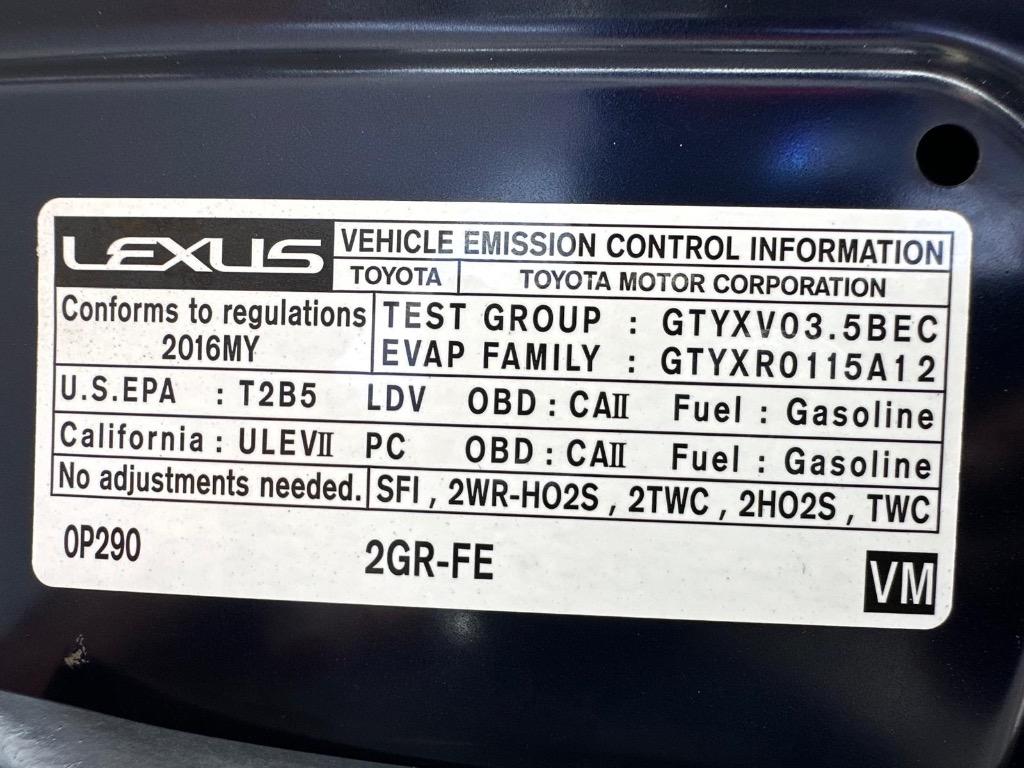 LEXUS
VEHICLE EMISSION CONTROL INFORMATION
TOYOTA TOYOTA MOTOR CORPORATION
Conforms to regulations
2016MY
TEST GROUP : GTYXV03.5BEC
EVAP FAMILY : GTYXR0115A12
U.S.EPA : T2B5 LDV OBD : CAII Fuel : Gasoline
California : ULEVII PC OBD : CAII Fuel : Gasoline
No adjustments needed. SFI , 2WR-HO2S , 2TWC , 2HO2S , TWC
0P290 2GR-FE VM